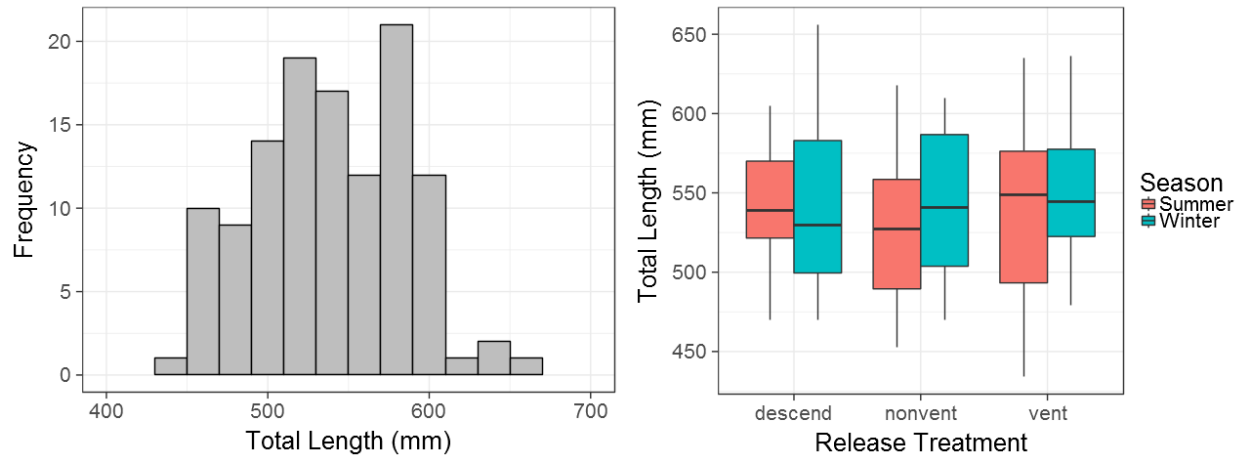 20
15
10
5
0
Frequency
400 500 600 700
Total Length (mm)
650
600
550
500
450
Total Length (mm)
descend nonvent vent
Release Treatment
Season
Summer
Winter